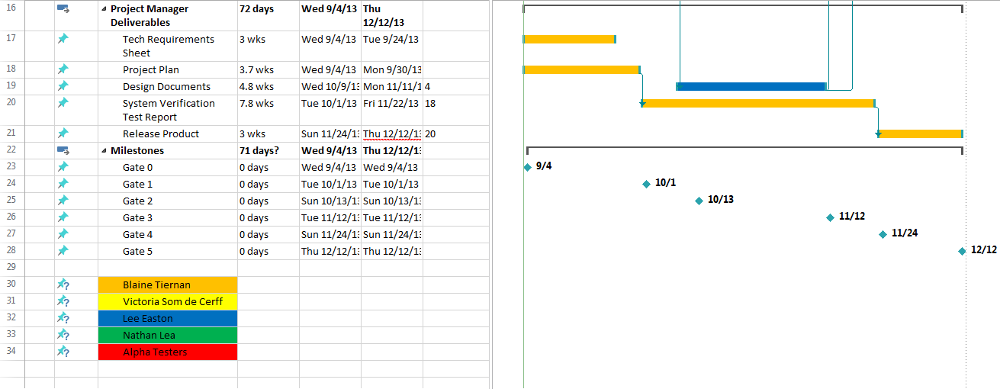 16 Project Manager Deliverables 72 days Wed 9/4/13 Thu 12/12/13
17 Tech Requirements Sheet 3 wks Wed 9/4/13 Tue 9/24/13
18 Project Plan 3.7 wks Wed 9/4/13 Mon 9/30/13
19 Design Documents 4.8 wks Wed 10/9/13 Mon 11/11/1 4
20 System Verification Test Report 7.8 wks Tue 10/1/13 Fri 11/22/13 18
21 Release Product 3 wks Sun 11/24/13 Thu 12/12/13 20
22 Milestones 71 days? Wed 9/4/13 Thu 12/12/13
23 Gate 0 0 days Wed 9/4/13 Wed 9/4/13 9/4
24 Gate 1 0 days Tue 10/1/13 Tue 10/1/13 10/1
25 Gate 2 0 days Sun 10/13/13 Sun 10/13/13 10/13
26 Gate 3 0 days Tue 11/12/13 Tue 11/12/13 11/12
27 Gate 4 0 days Sun 11/24/13 Sun 11/24/13 11/24
28 Gate 5 0 days Thu 12/12/13 Thu 12/12/13 12/12
29
30 Blaine Tiernan
31 Victoria Som de Cerff
32 Lee Easton
33 Nathan Lea
34 Alpha Testers